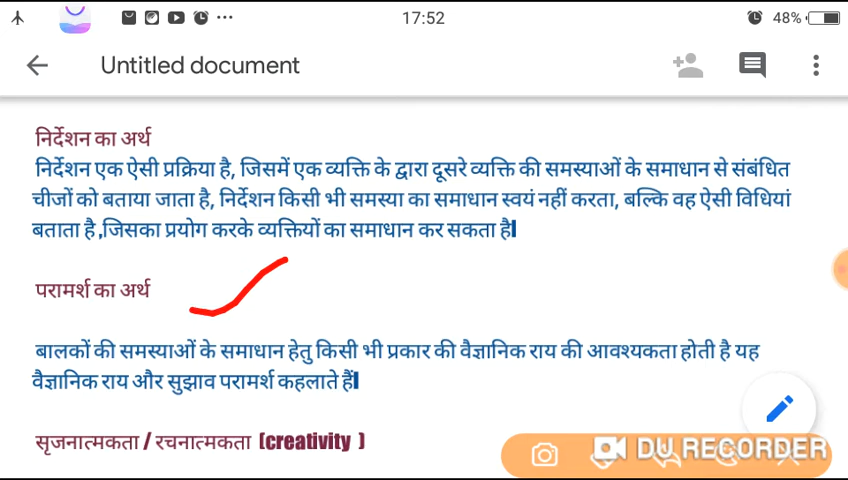 17:52
48%
Untitled document
निर्देशन का अर्थ
निर्देशन एक ऐसी प्रक्रिया है, जिसमें एक व्यक्ति के द्वारा दूसरे व्यक्ति की समस्याओं के समाधान से संबंधित
चीजों को बताया जाता है, निर्देशन किसी भी समस्या का समाधान स्वयं नहीं करता, बल्कि वह ऐसी विधियां
बताता है ,जिसका प्रयोग करके व्यक्तियों का समाधान कर सकता है।
परामर्श का अर्थ
बालकों की समस्याओं के समाधान हेतु किसी भी प्रकार की वैज्ञानिक राय की आवश्यकता होती है यह
वैज्ञानिक राय और सुझाव परामर्श कहलाते हैं।
सृजनात्मकता / रचनात्मकता (creativity )
DU RECORDER